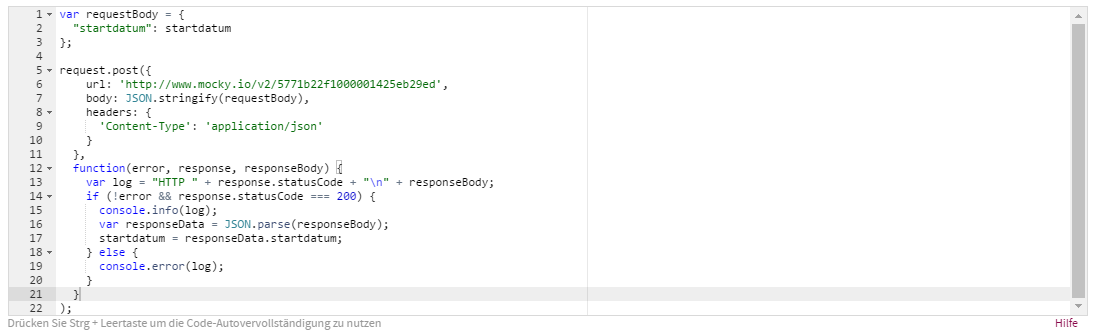 1 var requestBody = {
2 "startdatum": startdatum
3 };
4
5 request.post({
6 url: 'http://www.mocky.io/v2/5771b22f1000001425eb29ed',
7 body: JSON.stringify(requestBody),
8 headers: {
9 'Content-Type': 'application/json'
10 }
11 },
12 function(error, response, responseBody) {
13 var log = "HTTP " + response.statusCode + "\n" + responseBody;
14 if (!error && response.statusCode === 200) {
15 console.info(log);
16 var responseData = JSON.parse(responseBody);
17 startdatum = responseData.startdatum;
18 } else {
19 console.error(log);
20 }
21 }
22 );
Drücken Sie Strg + Leertaste um die Code-Autovervollständigung zu nutzen Hilfe